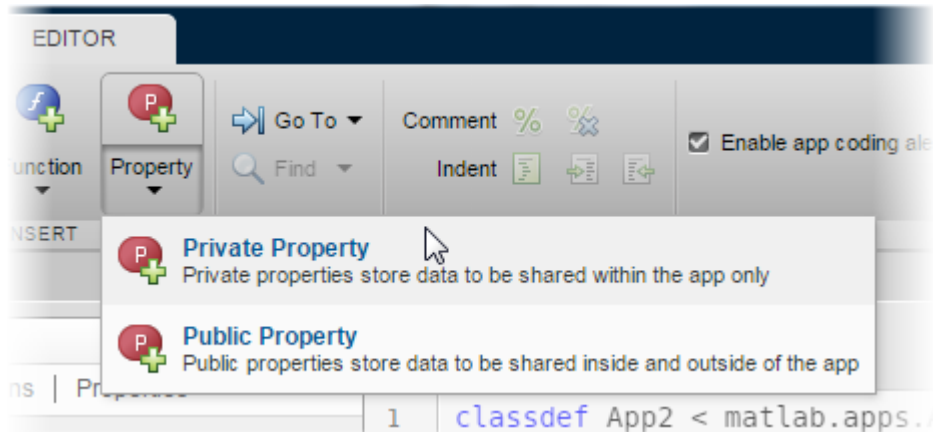 EDITOR
Go To
Comment
unction
Property
Find
Indent
Enable app coding ale
NSERT
Private Property
Private properties store data to be shared within the app only
Public Property
Public properties store data to be shared inside and outside of the app
ns | Properties
1 classdef App2 < matlab.apps.